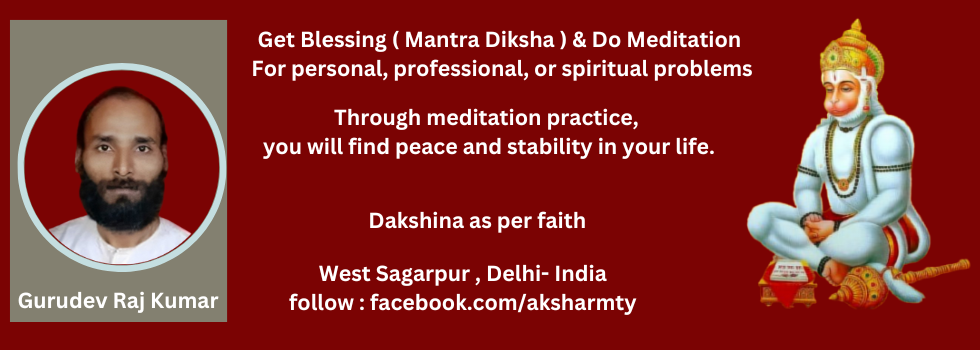 Get Blessing ( Mantra Diksha ) & Do Meditation
For personal, professional, or spiritual problems
Through meditation practice,
you will find peace and stability in your life.
Dakshina as per faith
West Sagarpur , Delhi- India
follow : facebook.com/aksharmty
Gurudev Raj Kumar